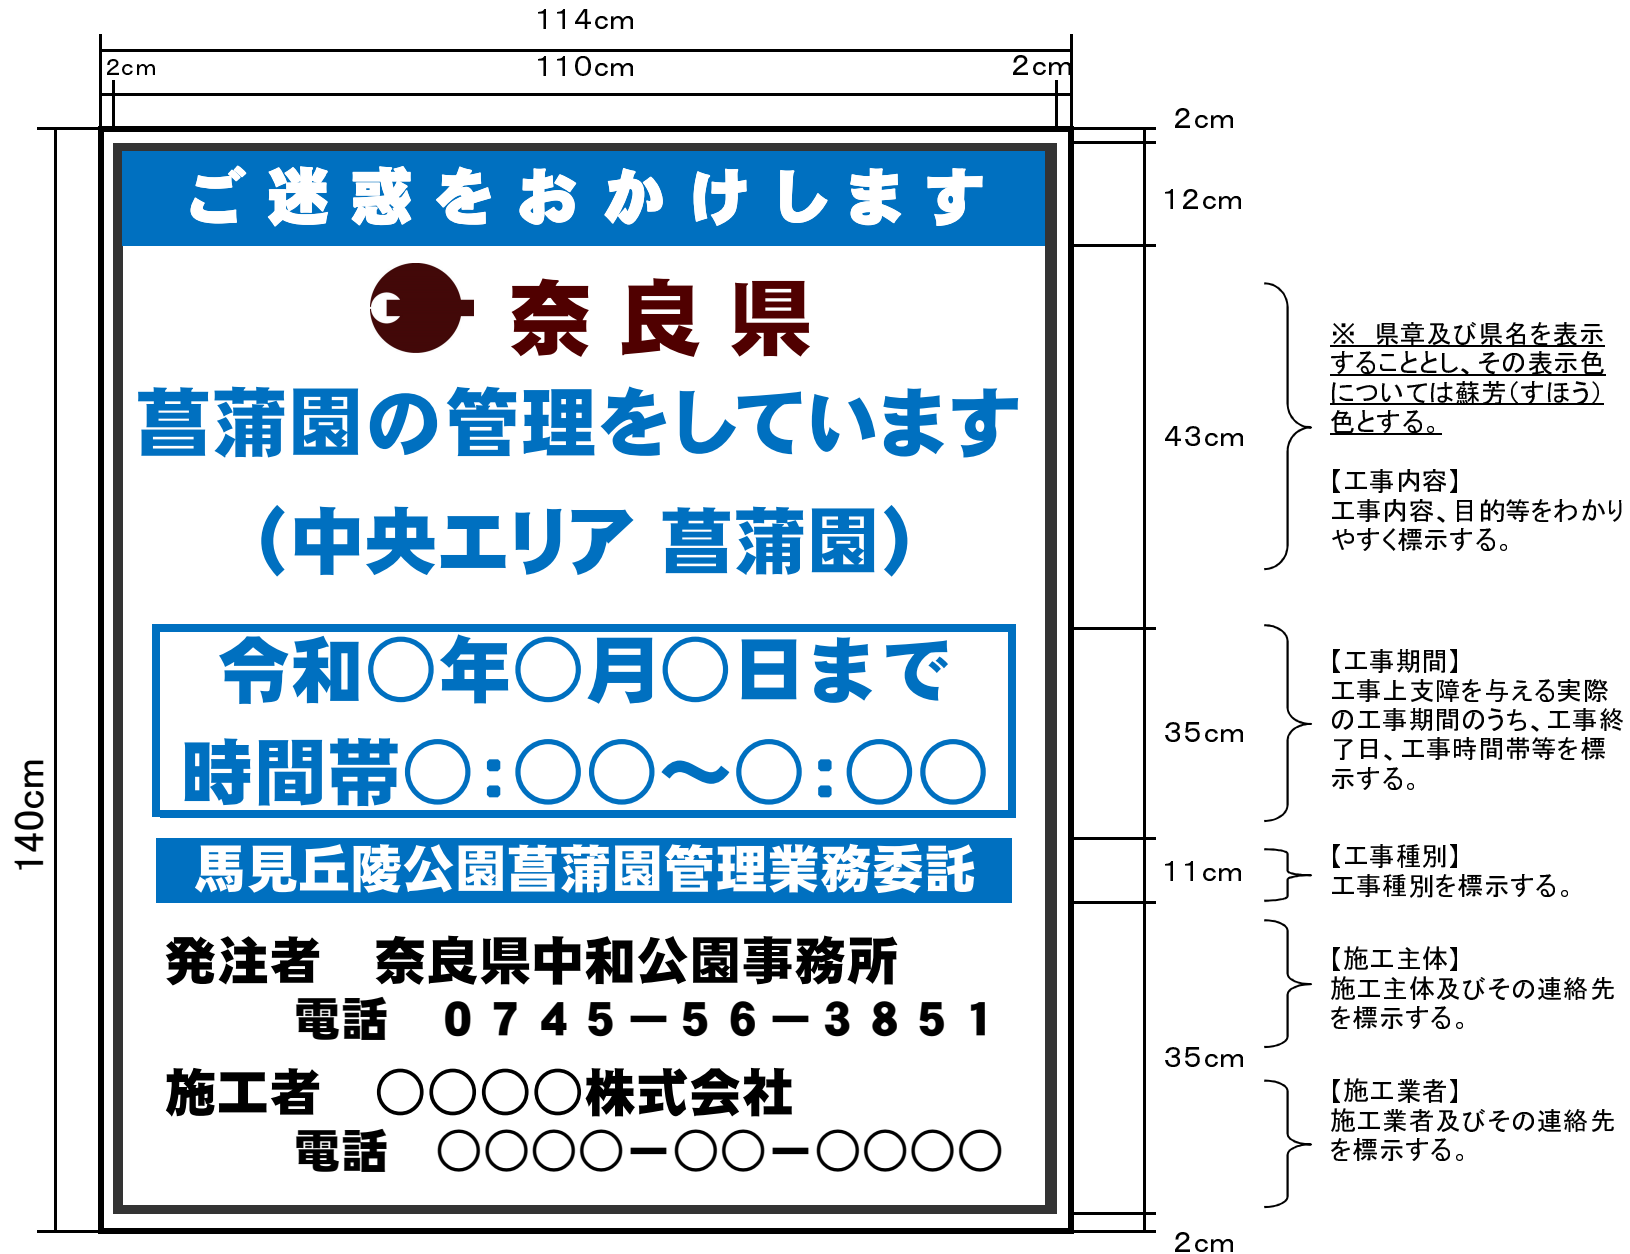 114cm
2cm
110cm
2cm
2cm
ご迷惑をおかけします
12cm
奈良県
菖蒲園の管理をしています
（中央エリア 菖蒲園）
43cm
※　県章及び県名を表示
することとし、その表示色
については蘇芳（すほう）
色とする。
【工事内容】
工事内容、目的等をわかり
やすく標示する。
令和○年○月○日まで
時間帯○：○○～○：○○
35cm
【工事期間】
工事上支障を与える実際
の工事期間のうち、工事終
了日、工事時間帯等を標
示する。
140cm
馬見丘陵公園菖蒲園管理業務委託
11cm
【工事種別】
工事種別を標示する。
発注者　奈良県中和公園事務所
電話　０７４５－５６－３８５１
【施工主体】
施工主体及びその連絡先
を標示する。
35cm
施工者　○○○○株式会社
電話　○○○○－○○－○○○○
【施工業者】
施工業者及びその連絡先
を標示する。
2cm